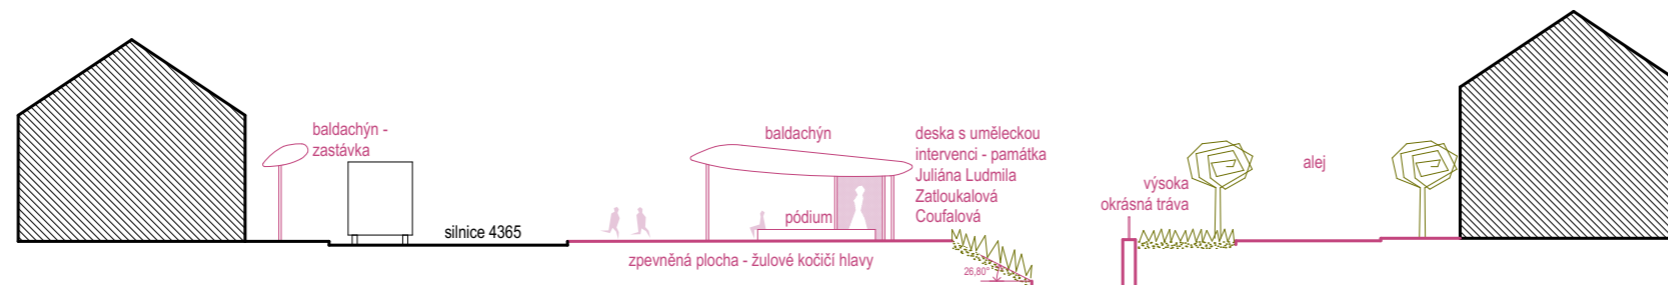 baldachýn -
zastávka
silnice 4365
baldachýn
pódium
deska s uměleckou
intervenci - památka
Juliána Ludmila
Zatloukalová
Coufalová
zpevněná plocha - žulové kočičí hlavy
26,80°
výsoka
okrásná tráva
alej